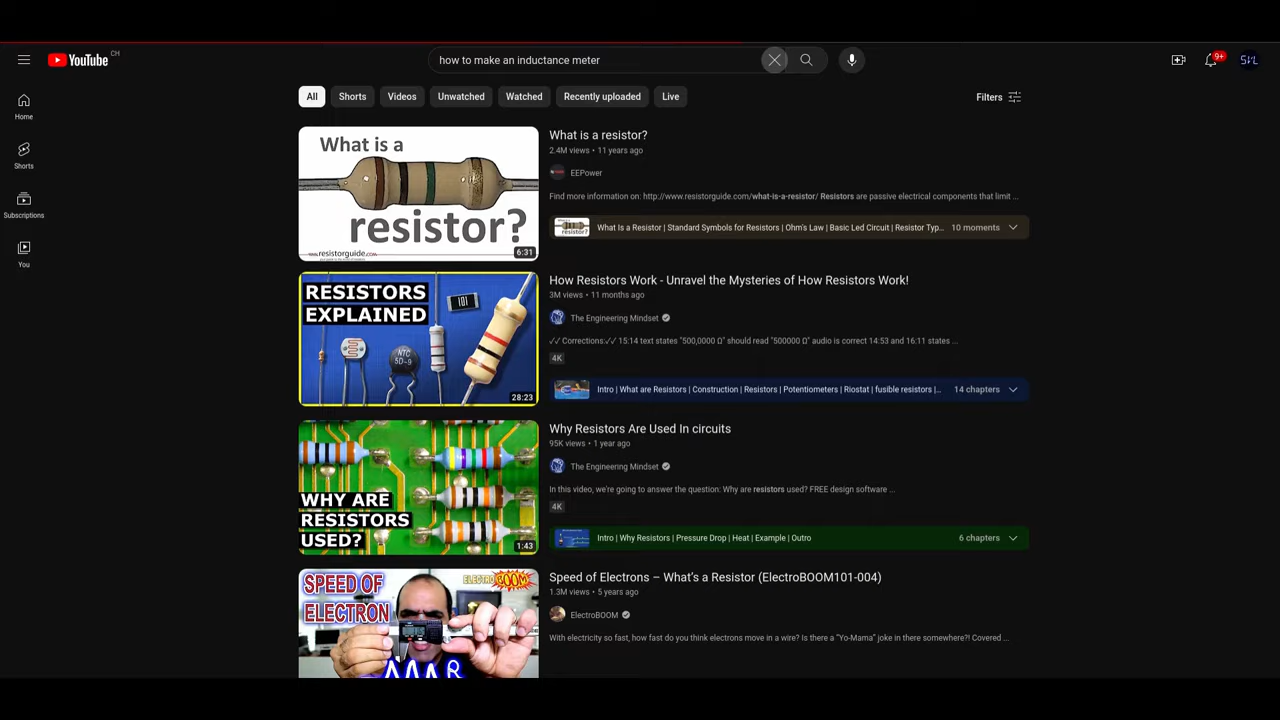 YouTube CH
how to make an inductance meter
9+
SHL
All
Shorts
Videos
Unwatched
Watched
Recently uploaded
Live
Filters
Home
Shorts
Subscriptions
You
What is a
resistor?
www.resistorguide.com
6:31
What is a resistor?
2.4M views • 11 years ago
EEPower
Find more information on: http://www.resistorguide.com/what-is-a-resistor/ Resistors are passive electrical components that limit ...
What Is a Resistor | Standard Symbols for Resistors | Ohm's Law | Basic Led Circuit | Resistor Typ...
10 moments
RESISTORS
EXPLAINED
101
NTC
5D-9
28:23
How Resistors Work - Unravel the Mysteries of How Resistors Work!
3M views • 11 months ago
The Engineering Mindset
✓✓ Corrections:✓✓ 15:14 text states "500,0000 Ω" should read "500000 Ω" audio is correct 14:53 and 16:11 states ...
4K
Intro | What are Resistors | Construction | Resistors | Potentiometers | Riostat | fusible resistors |...
14 chapters
WHY ARE
RESISTORS
USED?
1:43
Why Resistors Are Used In circuits
95K views • 1 year ago
The Engineering Mindset
In this video, we're going to answer the question: Why are resistors used? FREE design software ...
4K
Intro | Why Resistors | Pressure Drop | Heat | Example | Outro
6 chapters
SPEED OF
ELECTRON
ELECTROBOOM
Speed of Electrons – What's a Resistor (ElectroBOOM101-004)
1.3M views • 5 years ago
ElectroBOOM
With electricity so fast, how fast do you think electrons move in a wire? Is there a "Yo-Mama" joke in there somewhere?! Covered ...